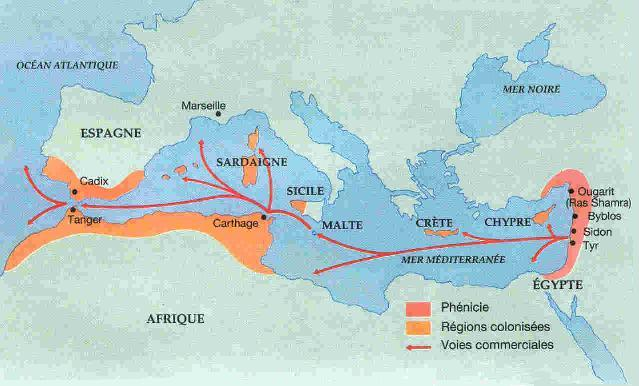 OCÉAN ATLANTIQUE
MER NOIRE
Marseille
ESPAGNE
SARDAIGNE
Cadix
SICILE
Ougarit
(Ras Shamra)
Tanger
Carthage
MALTE
CRÈTE
CHYPRE
Byblos
Sidon
Tyr
MER MÉDITERRANÉE
ÉGYPTE
AFRIQUE
Phénicie
Régions colonisées
Voies commerciales